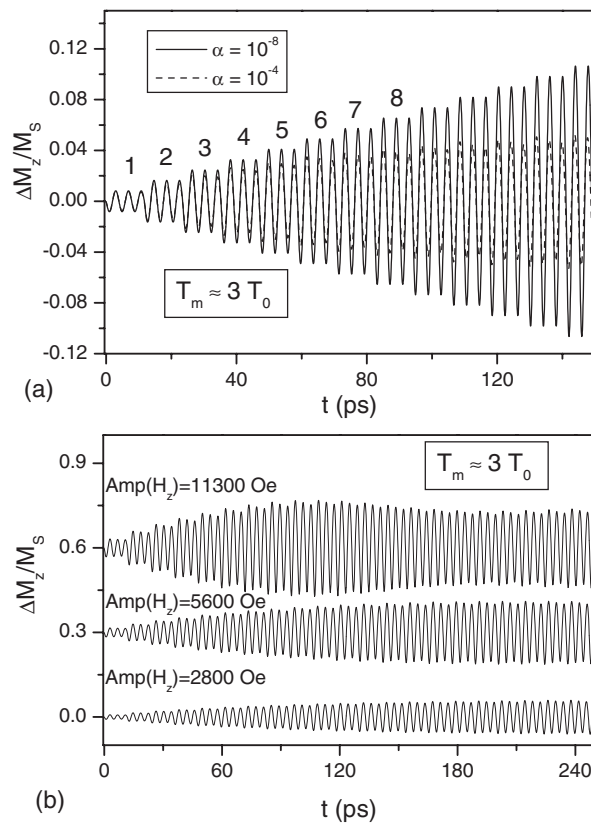 α = 10⁻⁸
α = 10⁻⁴
0.12
0.08
0.04
0.00
-0.04
-0.08
-0.12
ΔM_z/M_S
1 2 3 4 5 6 7 8
T_m ≈ 3 T_0
0 40 80 120
t (ps)
(a)
T_m ≈ 3 T_0
Amp(H_z)=11300 Oe
Amp(H_z)=5600 Oe
Amp(H_z)=2800 Oe
0.9
0.6
0.3
0.0
ΔM_z/M_S
0 60 120 180 240
t (ps)
(b)